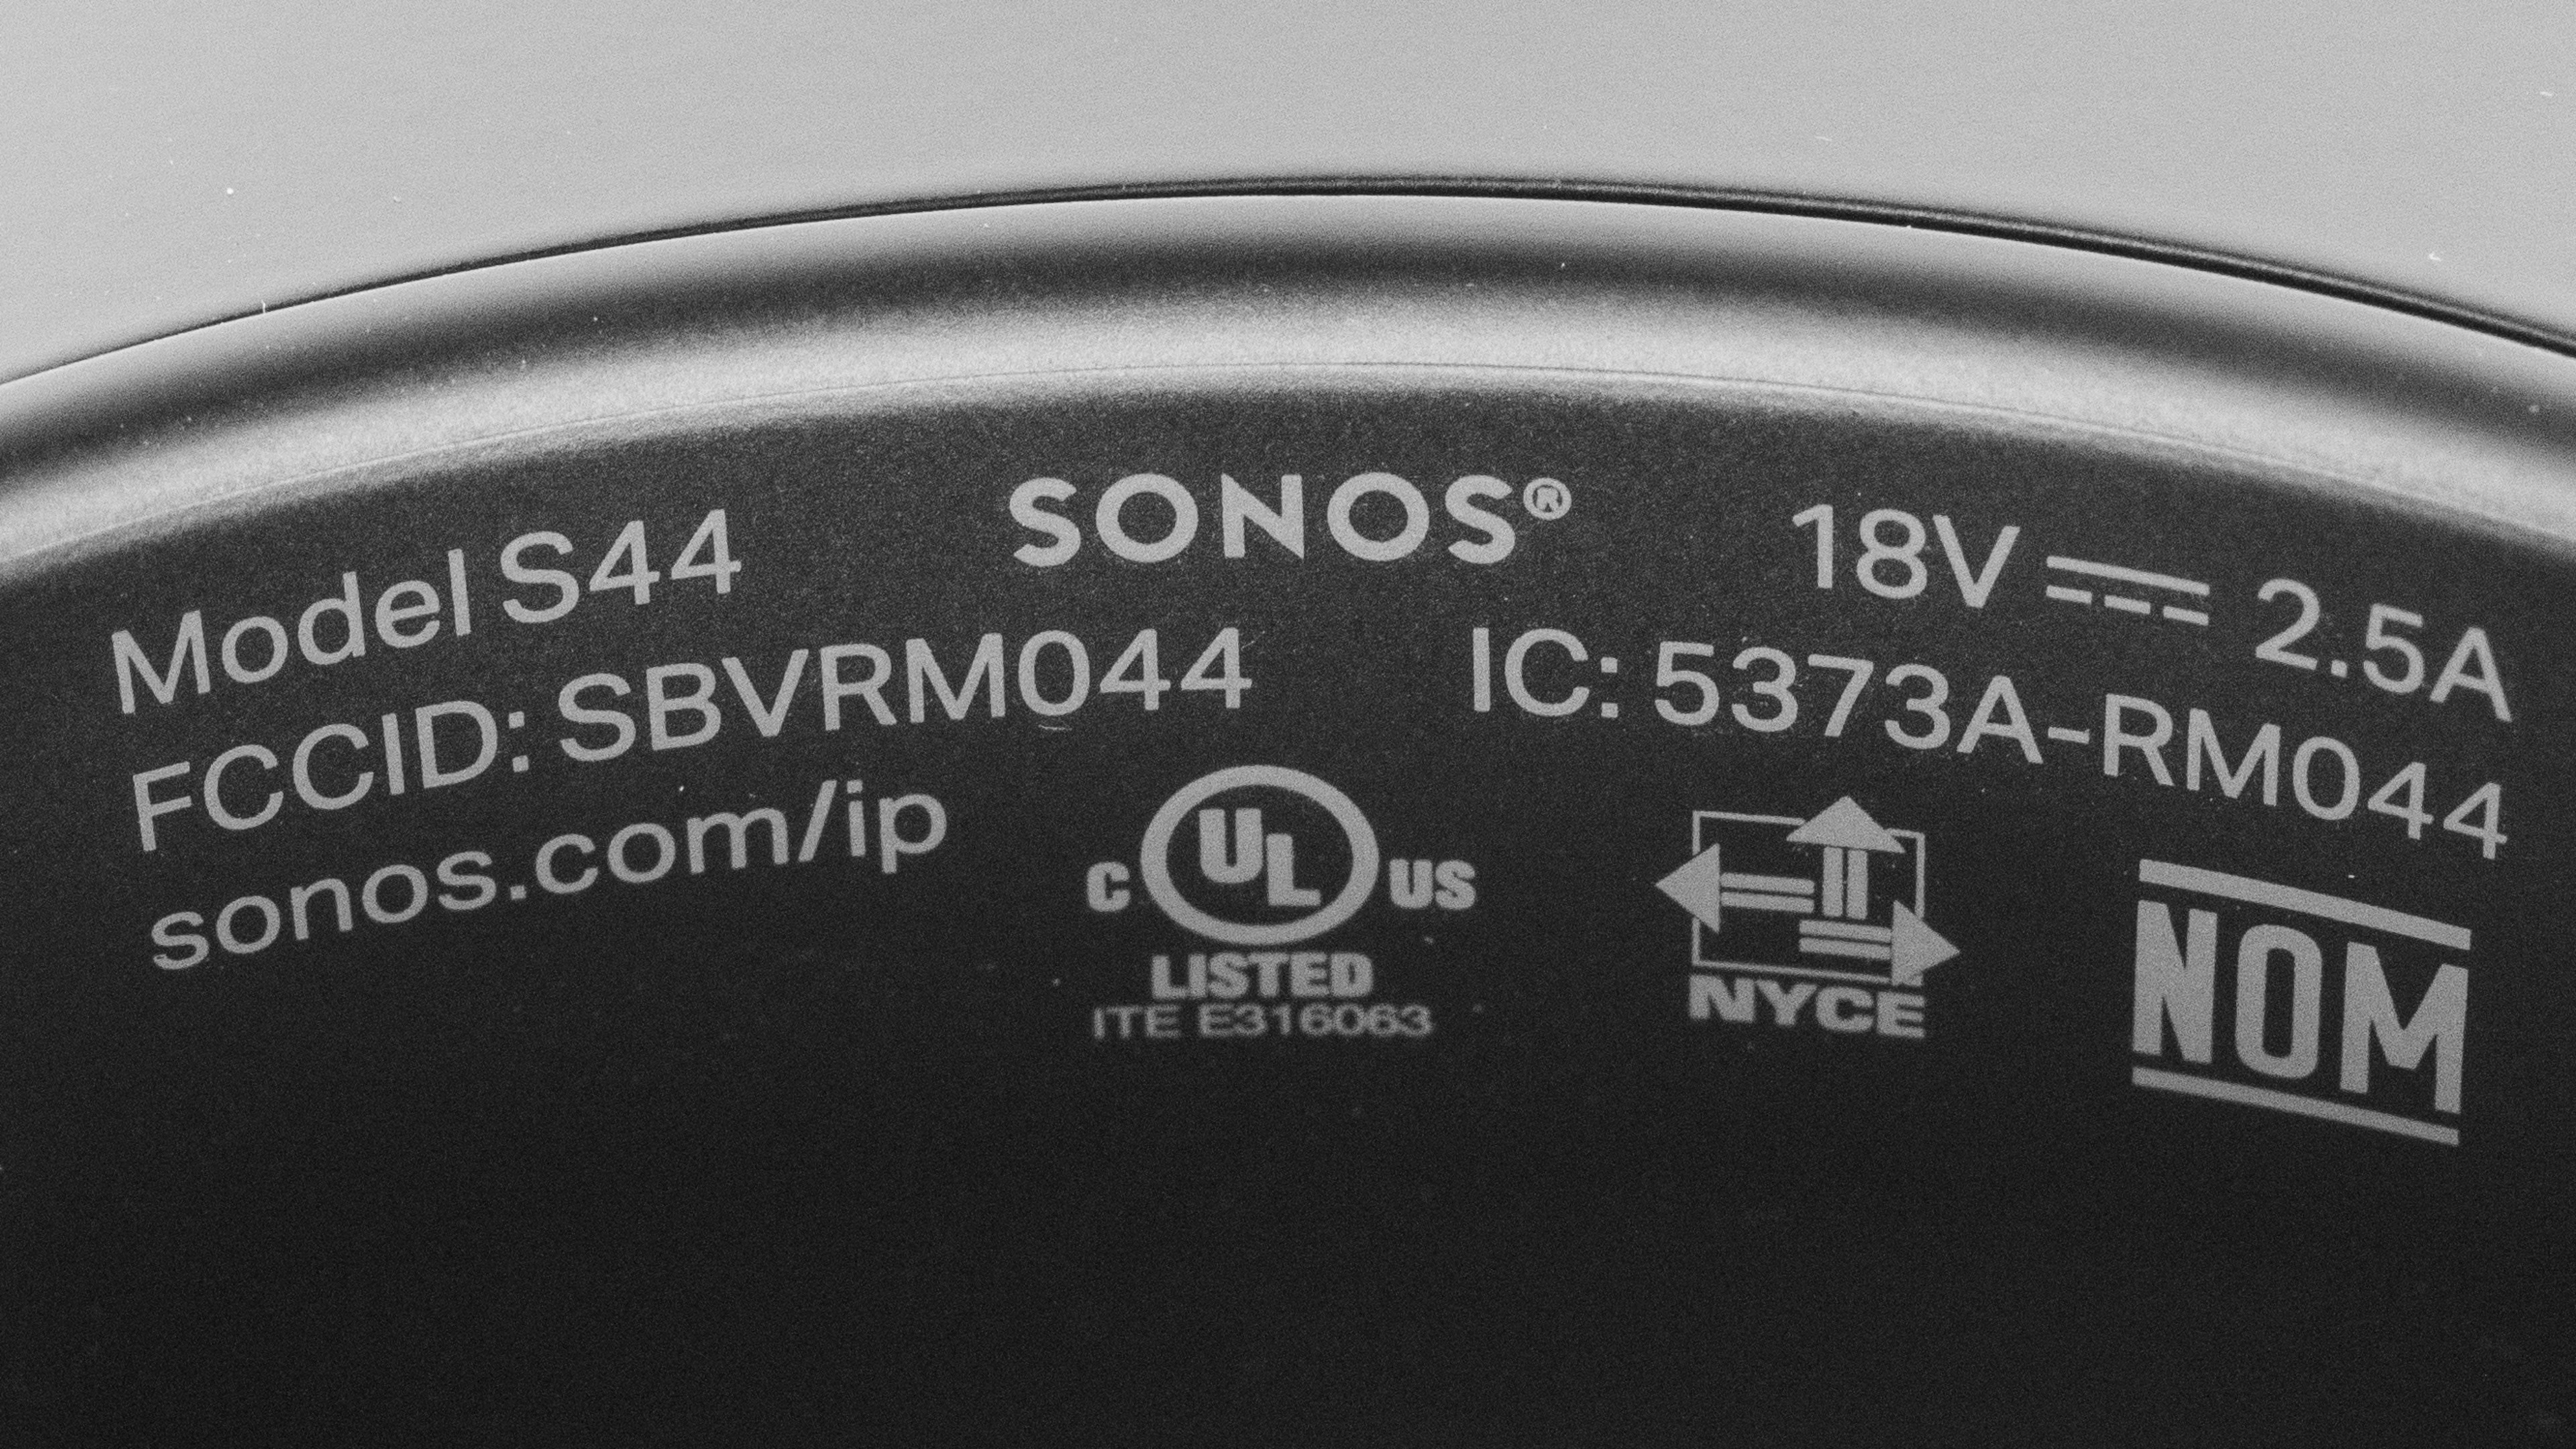 SONOS®
Model S44
18V ⎓ 2.5A
FCCID: SBVRM044
IC: 5373A-RM044
sonos.com/ip
C UL US
LISTED
ITE E316063
NYCE
NOM